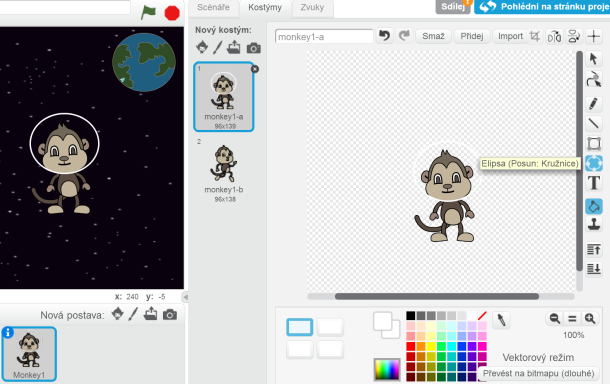 Scénáře
Kostýmy
Zvuky
Sdílej
Pohlédni na stránku proje
Nový kostým:
monkey1-a
Smaž
Přidej
Import
1
monkey1-a
96x139
2
monkey1-b
96x138
Elipsa (Posun: Kružnice)
T
x: 240 y: -5
Nová postava:
Monkey1
100%
Vektorový režim
Převést na bitmapu (dlouhé)